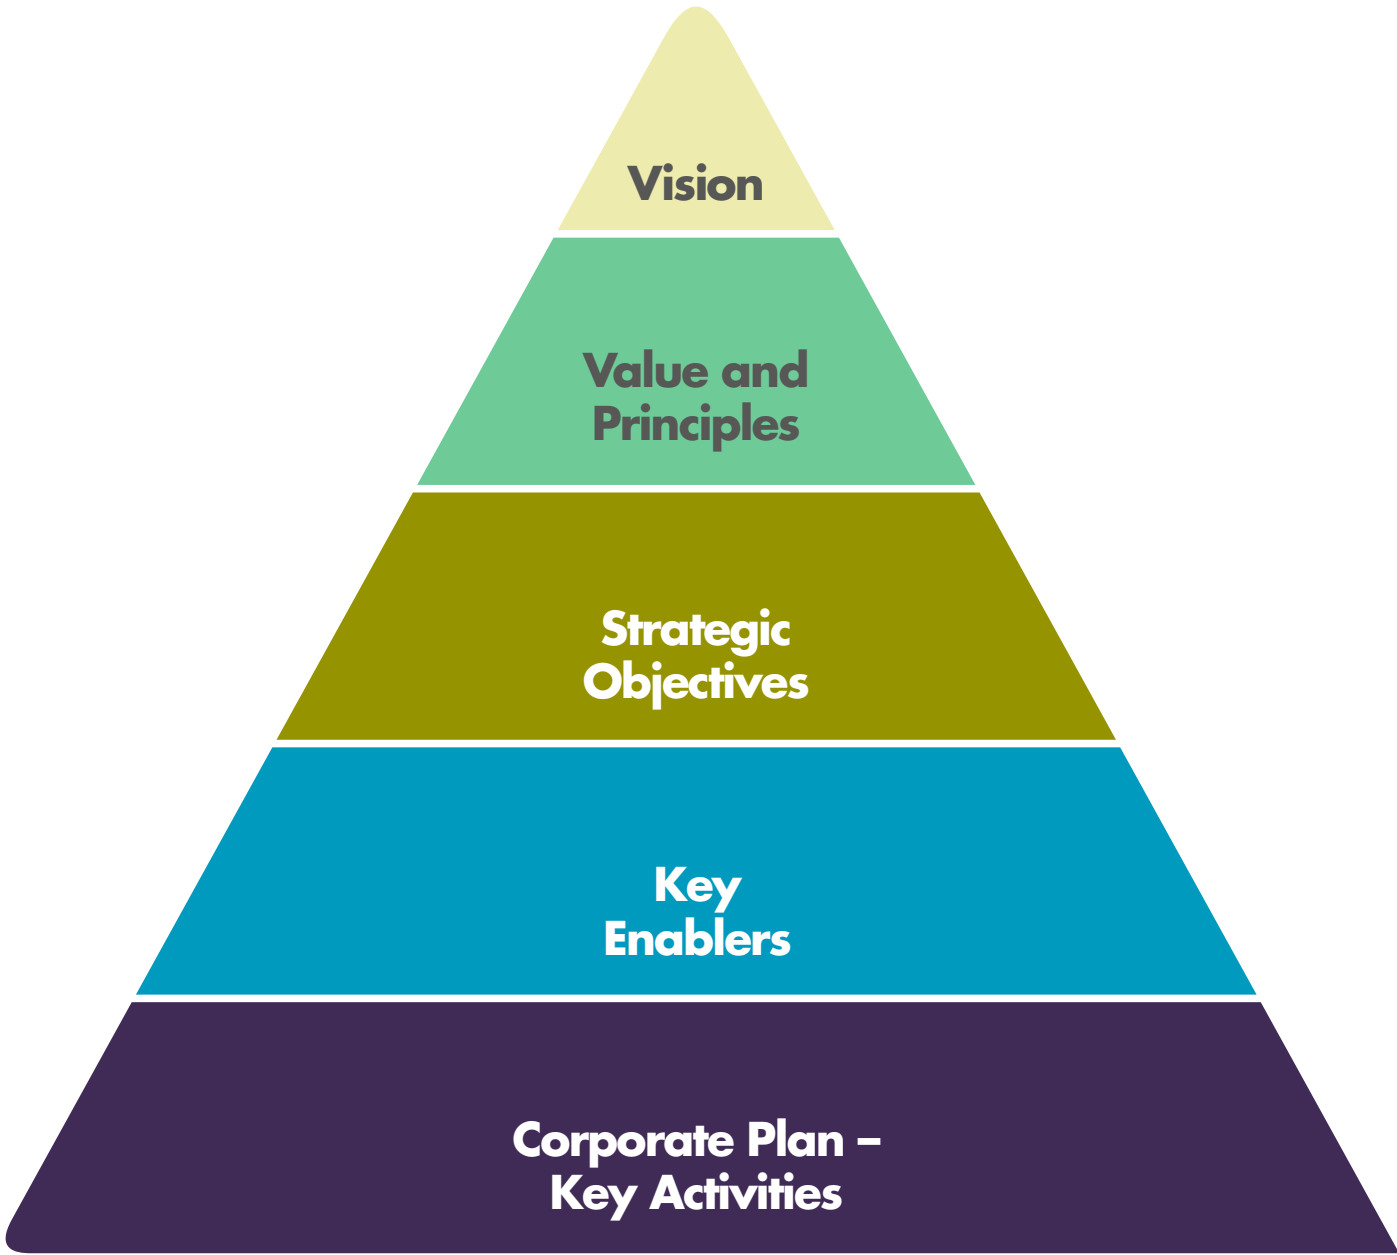 Vision
Value and
Principles
Strategic
Objectives
Key
Enablers
Corporate Plan –
Key Activities